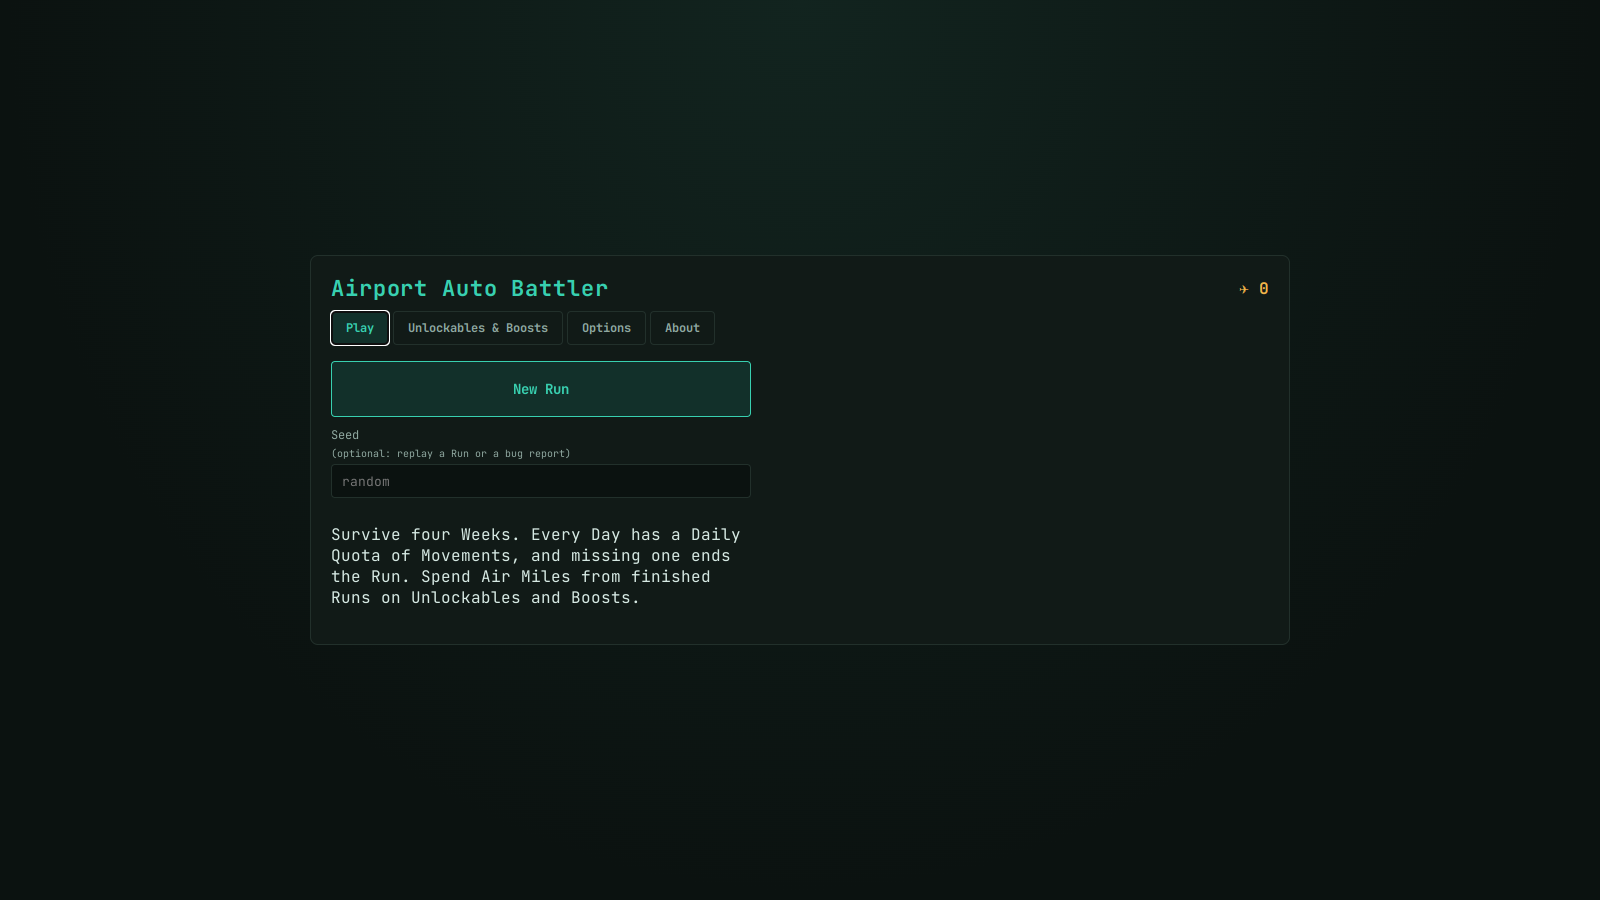 Airport Auto Battler
✈ 0
Play
Unlockables & Boosts
Options
About
New Run
Seed
(optional: replay a Run or a bug report)
random
Survive four Weeks. Every Day has a Daily
Quota of Movements, and missing one ends
the Run. Spend Air Miles from finished
Runs on Unlockables and Boosts.